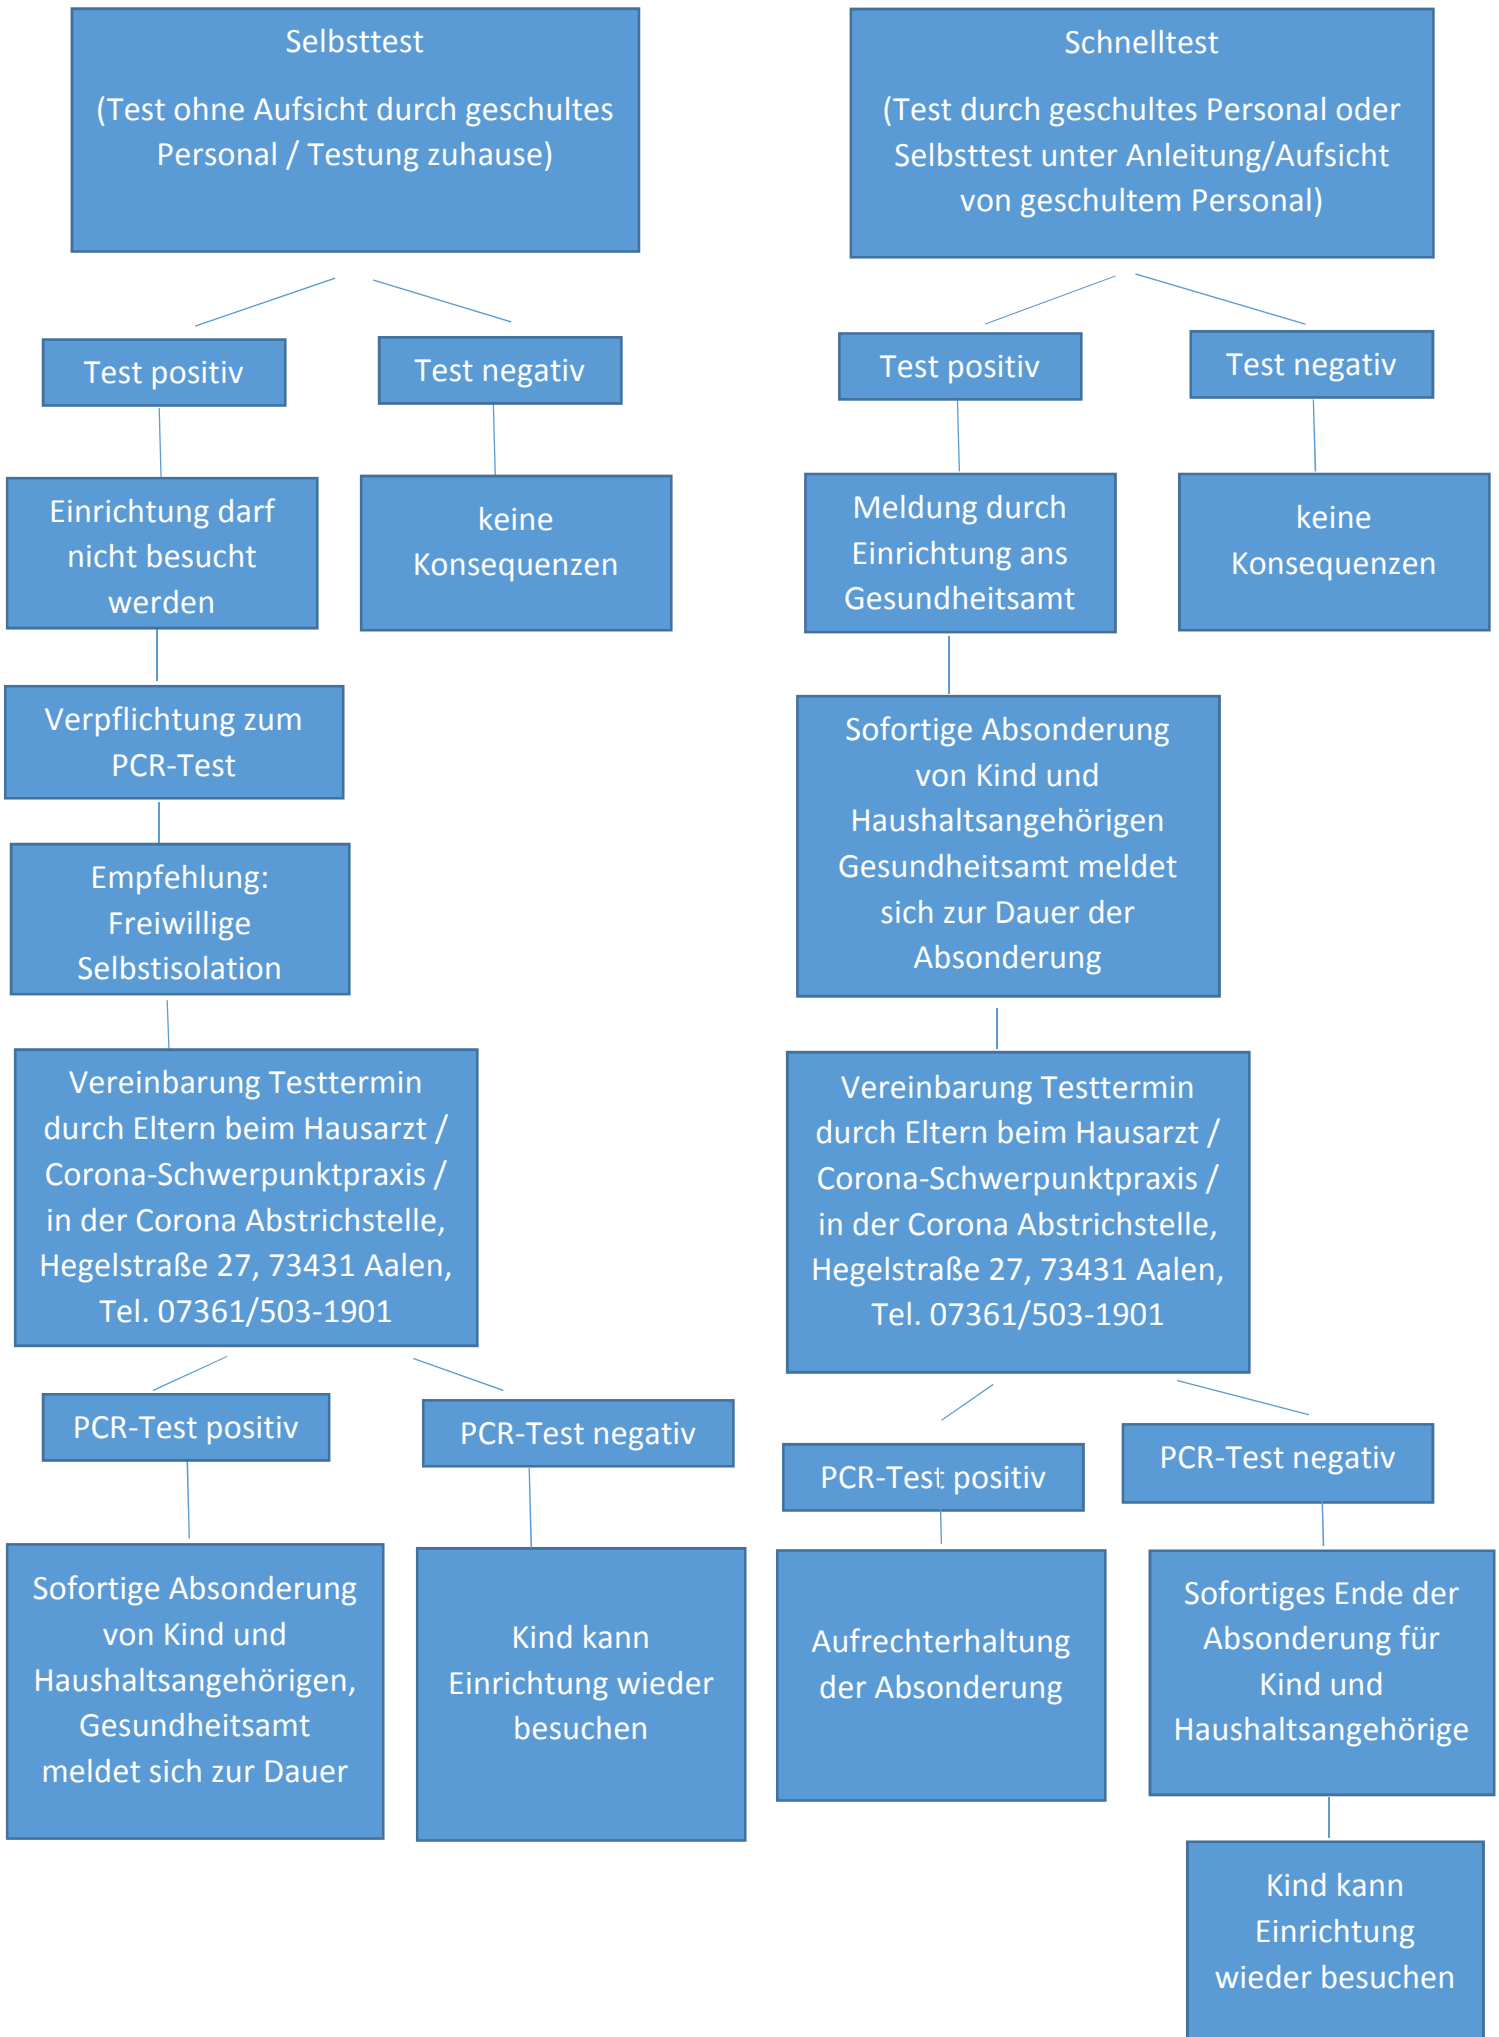 Selbsttest
(Test ohne Aufsicht durch geschultes
Personal / Testung zuhause)
Test positiv
Test negativ
Einrichtung darf
nicht besucht
werden
keine
Konsequenzen
Verpflichtung zum
PCR-Test
Empfehlung:
Freiwillige
Selbstisolation
Vereinbarung Testtermin
durch Eltern beim Hausarzt /
Corona-Schwerpunktpraxis /
in der Corona Abstrichstelle,
Hegelstraße 27, 73431 Aalen,
Tel. 07361/503-1901
PCR-Test positiv
PCR-Test negativ
Sofortige Absonderung
von Kind und
Haushaltsangehörigen,
Gesundheitsamt
meldet sich zur Dauer
Kind kann
Einrichtung wieder
besuchen
Schnelltest
(Test durch geschultes Personal oder
Selbsttest unter Anleitung/Aufsicht
von geschultem Personal)
Test positiv
Test negativ
Meldung durch
Einrichtung ans
Gesundheitsamt
keine
Konsequenzen
Sofortige Absonderung
von Kind und
Haushaltsangehörigen
Gesundheitsamt meldet
sich zur Dauer der
Absonderung
Vereinbarung Testtermin
durch Eltern beim Hausarzt /
Corona-Schwerpunktpraxis /
in der Corona Abstrichstelle,
Hegelstraße 27, 73431 Aalen,
Tel. 07361/503-1901
PCR-Test positiv
PCR-Test negativ
Aufrechterhaltung
der Absonderung
Sofortiges Ende der
Absonderung für
Kind und
Haushaltsangehörige
Kind kann
Einrichtung
wieder besuchen